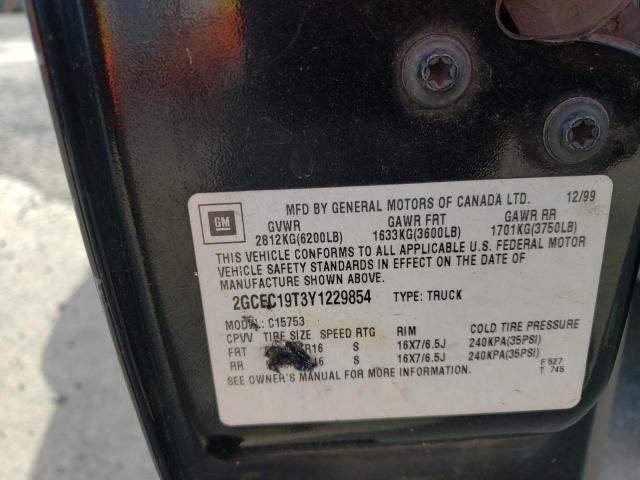 GM
MFD BY GENERAL MOTORS OF CANADA LTD. 12/99
GVWR GAWR FRT GAWR RR
2812KG(6200LB) 1633KG(3600LB) 1701KG(3750LB)
THIS VEHICLE CONFORMS TO ALL APPLICABLE U.S. FEDERAL MOTOR
VEHICLE SAFETY STANDARDS IN EFFECT ON THE DATE OF
MANUFACTURE SHOWN ABOVE.
2GCEC19T3Y1229854 TYPE: TRUCK
MODEL: C15753
TIRE SIZE SPEED RTG RIM COLD TIRE PRESSURE
FRT R16 S 16X7/6.5J 240KPA(35PSI)
RR 16 S 16X7/6.5J 240KPA(35PSI)
SEE OWNER'S MANUAL FOR MORE INFORMATION.
F 527
T 745